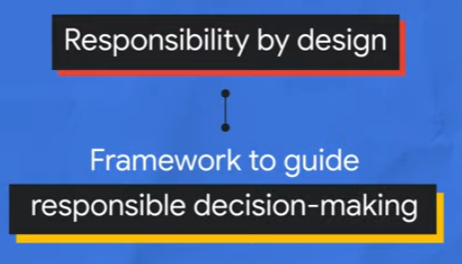 Responsibility by design
Framework to guide
responsible decision-making